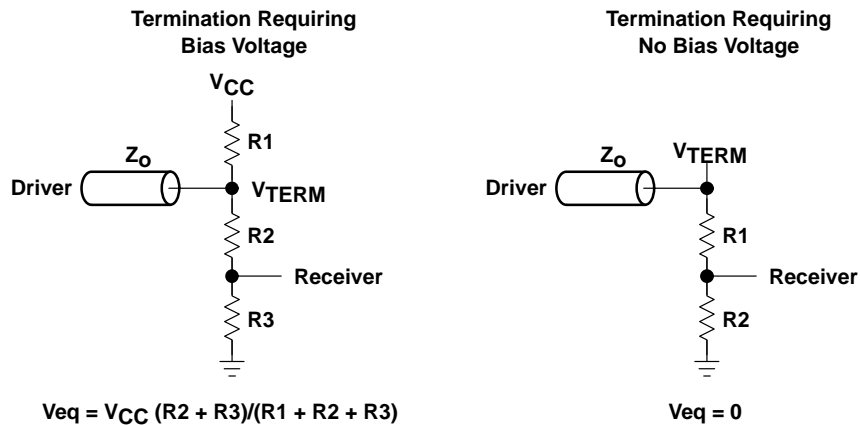 Termination Requiring
Bias Voltage
VCC
R1
Zo
Driver
VTERM
R2
Receiver
R3
Veq = VCC (R2 + R3)/(R1 + R2 + R3)
Termination Requiring
No Bias Voltage
Zo
VTERM
Driver
R1
Receiver
R2
Veq = 0